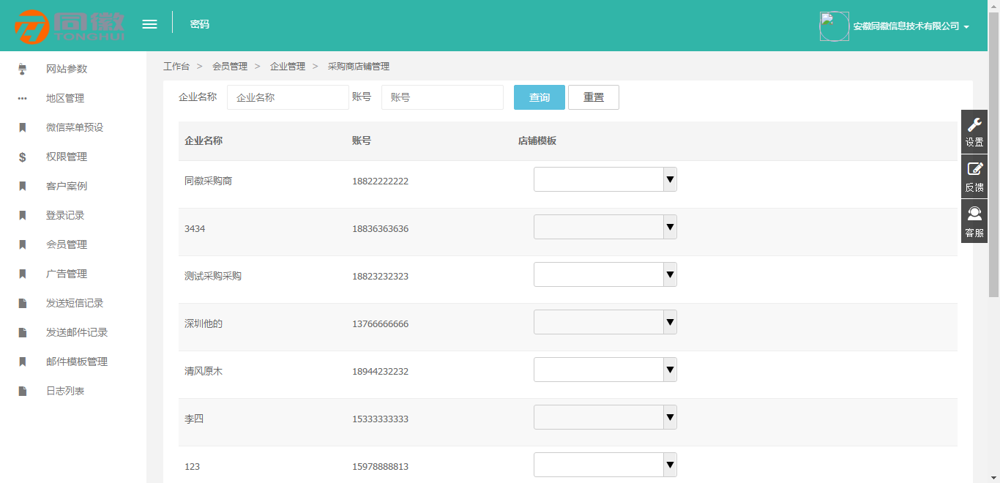 同徽
TONGHUI
密码
安徽同徽信息技术有限公司
网站参数
地区管理
微信菜单预设
权限管理
客户案例
登录记录
会员管理
广告管理
发送短信记录
发送邮件记录
邮件模板管理
日志列表
工作台 > 会员管理 > 企业管理 > 采购商店铺管理
企业名称 企业名称 账号 账号 查询 重置
企业名称 账号 店铺模板
同徽采购商 18822222222
3434 18836363636
测试采购采购 18823232323
深圳他的 13766666666
清风原木 18944232232
李四 15333333333
123 15978888813
设置
反馈
客服